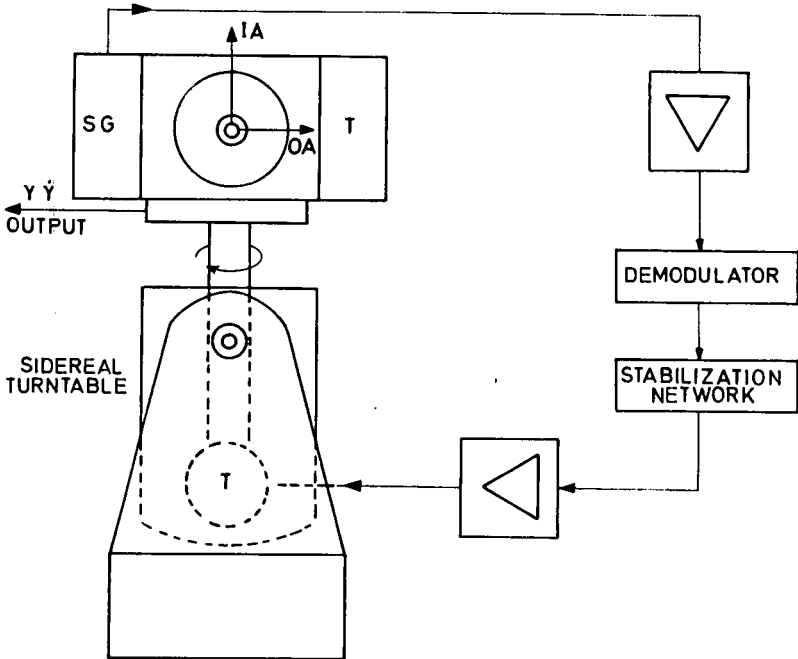 IA
SG
OA
T
Y Ẏ
OUTPUT
DEMODULATOR
SIDEREAL
TURNTABLE
STABILIZATION
NETWORK
T